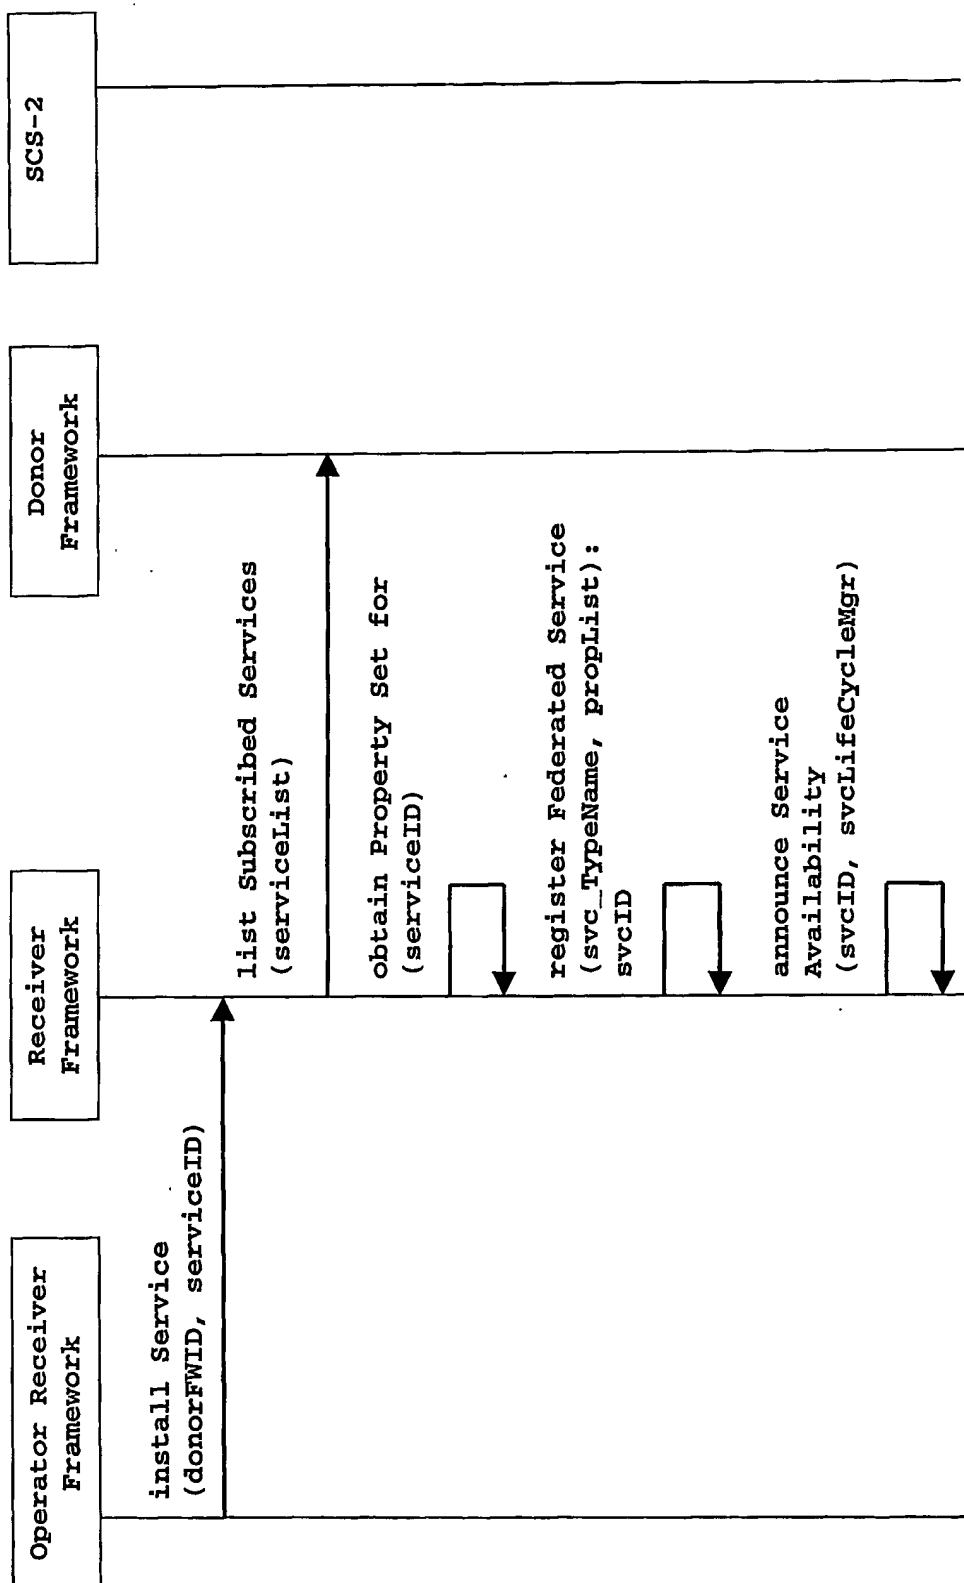 Operator Receiver
Framework
Receiver
Framework
Donor
Framework
SCS-2
install Service
(donorFWID, serviceID)
list Subscribed Services
(serviceList)
obtain Property Set for
(serviceID)
register Federated Service
(svc_TypeName, propList):
svcID
announce Service
Availability
(svcID, svcLifeCycleMgr)